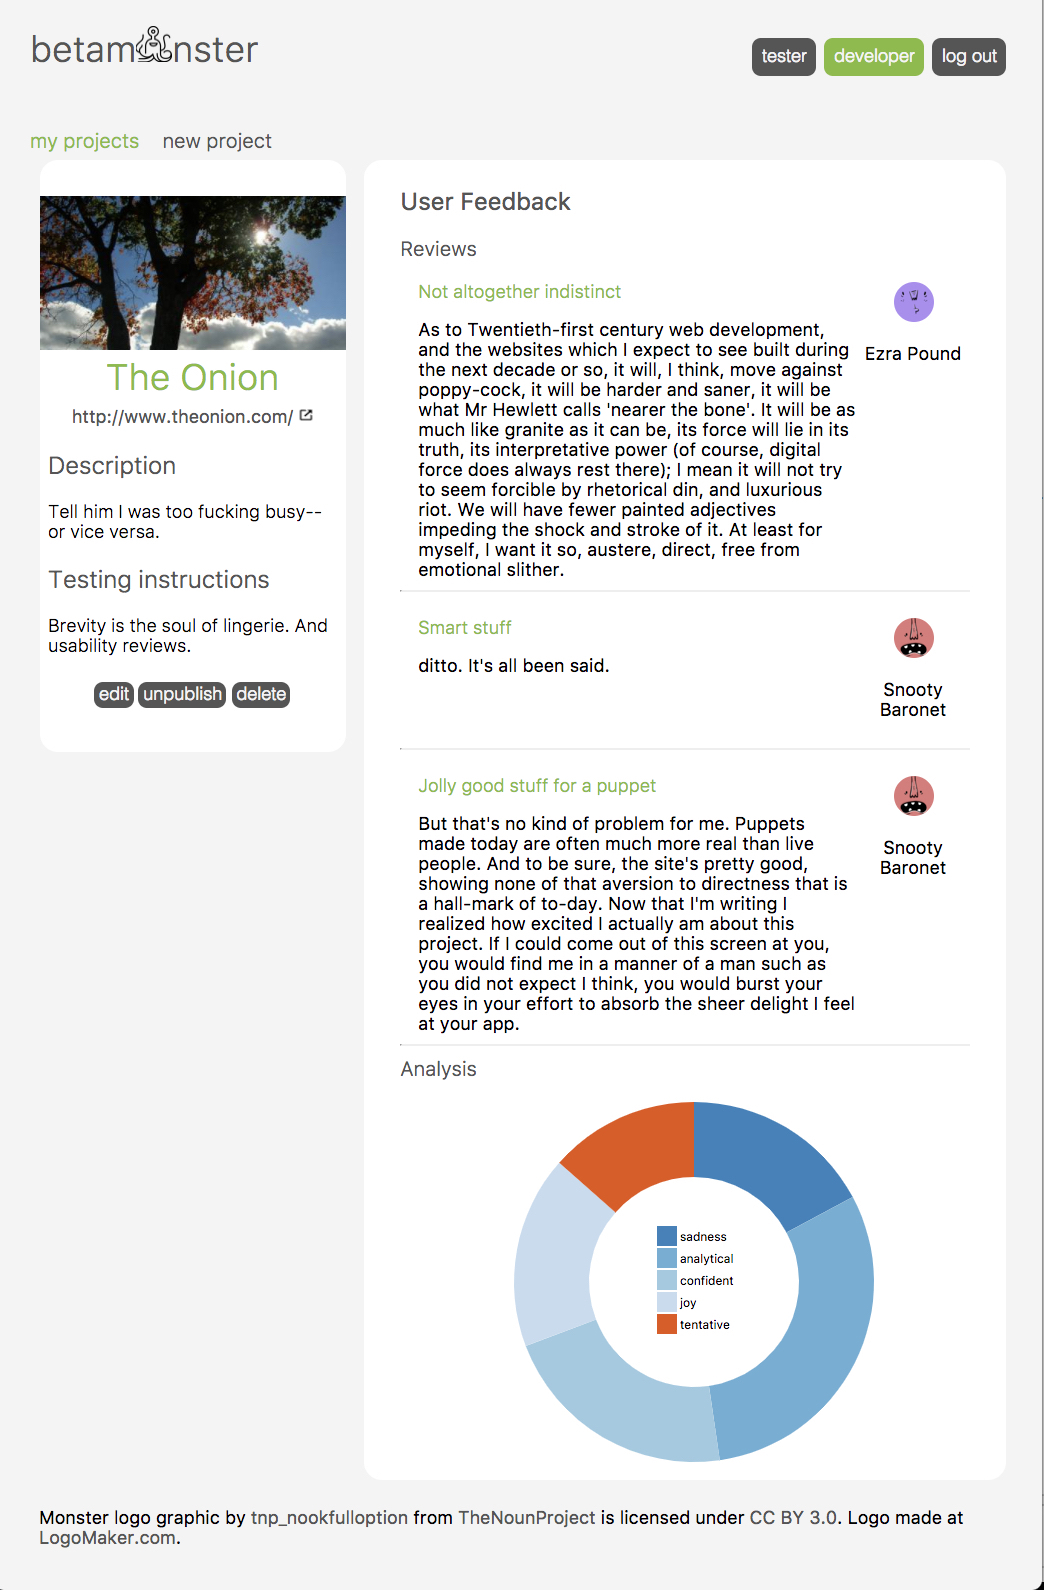 betamonster
tester developer log out
my projects new project
The Onion
http://www.theonion.com/
Description
Tell him I was too fucking busy--
or vice versa.
Testing instructions
Brevity is the soul of lingerie. And
usability reviews.
edit unpublish delete
User Feedback
Reviews
Not altogether indistinct
As to Twentieth-first century web development,
and the websites which I expect to see built during
the next decade or so, it will, I think, move against
poppy-cock, it will be harder and saner, it will be
what Mr Hewlett calls 'nearer the bone'. It will be as
much like granite as it can be, its force will lie in its
truth, its interpretative power (of course, digital
force does always rest there); I mean it will not try
to seem forcible by rhetorical din, and luxurious
riot. We will have fewer painted adjectives
impeding the shock and stroke of it. At least for
myself, I want it so, austere, direct, free from
emotional slither.
Ezra Pound
Smart stuff
ditto. It's all been said.
Snooty
Baronet
Jolly good stuff for a puppet
But that's no kind of problem for me. Puppets
made today are often much more real than live
people. And to be sure, the site's pretty good,
showing none of that aversion to directness that is
a hall-mark of to-day. Now that I'm writing I
realized how excited I actually am about this
project. If I could come out of this screen at you,
you would find me in a manner of a man such as
you did not expect I think, you would burst your
eyes in your effort to absorb the sheer delight I feel
at your app.
Snooty
Baronet
Analysis
sadness
analytical
confident
joy
tentative
Monster logo graphic by tnp_nookfulloption from TheNounProject is licensed under CC BY 3.0. Logo made at
LogoMaker.com.